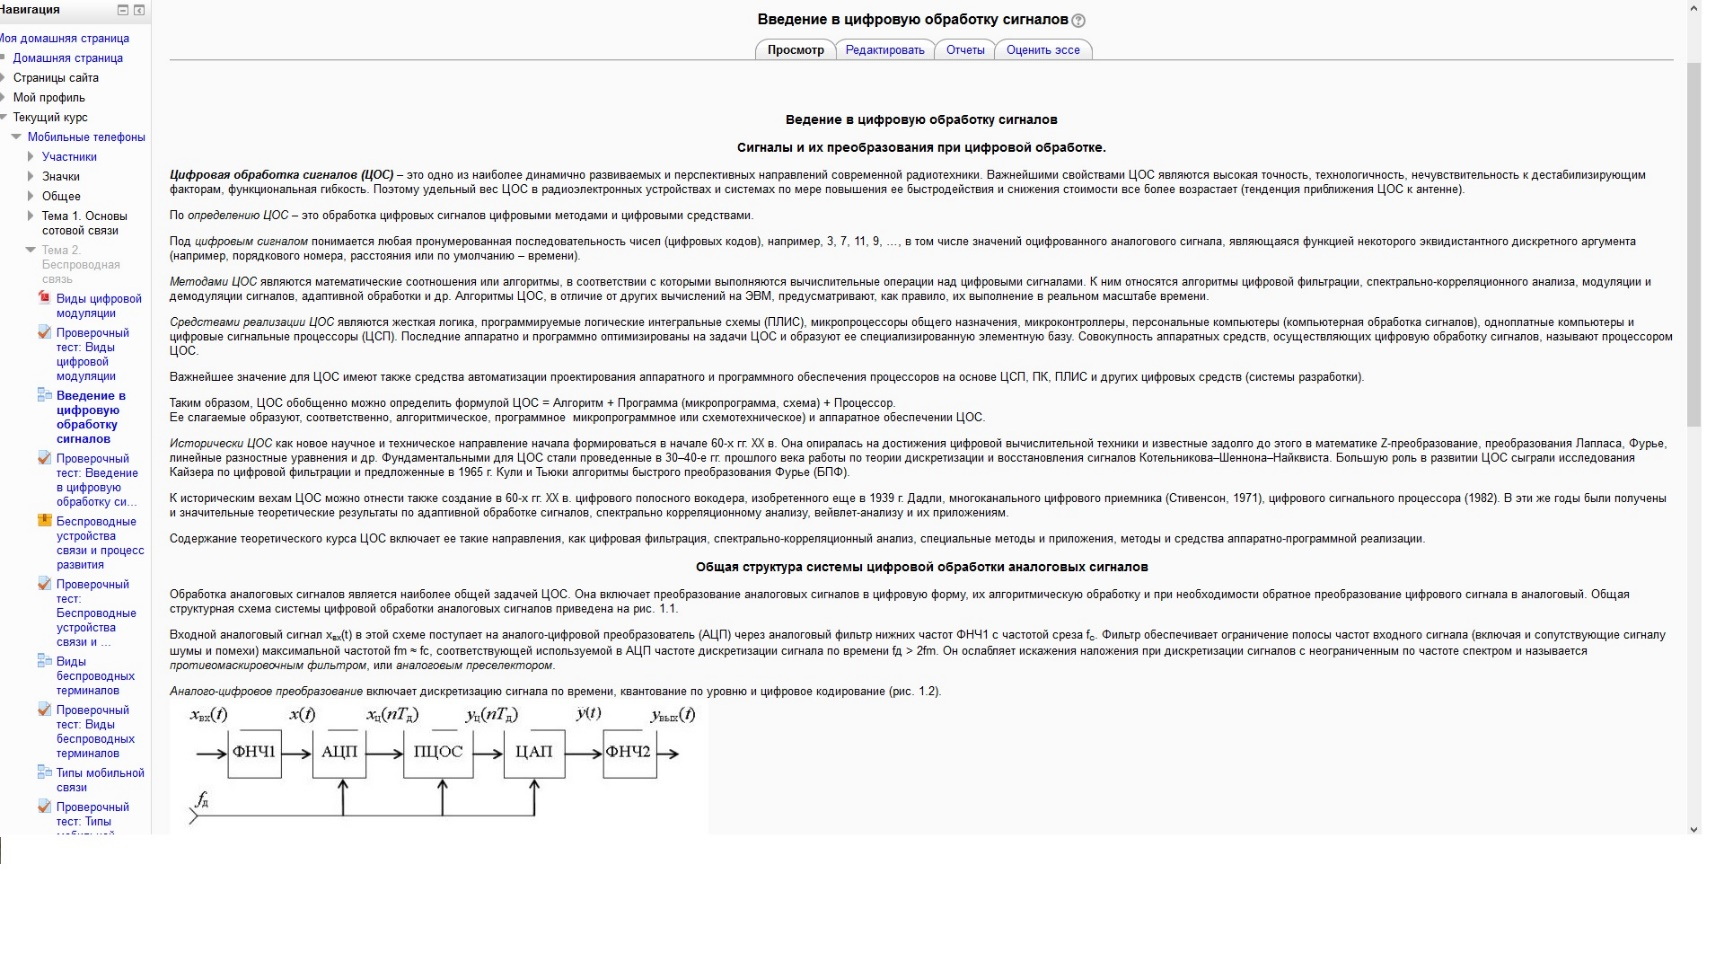 Навигация
Моя домашняя страница
Домашняя страница
Страницы сайта
Мой профиль
Текущий курс
Мобильные телефоны
Участники
Значки
Общее
Тема 1. Основы
сотовой связи
Тема 2.
Беспроводная
связь
Виды цифровой
модуляции
Проверочный
тест: Виды
цифровой
модуляции
Введение в
цифровую
обработку
сигналов
Проверочный
тест: Введение
в цифровую
обработку си...
Беспроводные
устройства
связи и процесс
развития
Проверочный
тест:
Беспроводные
устройства
связи и ...
Виды
беспроводных
терминалов
Проверочный
тест: Виды
беспроводных
терминалов
Типы мобильной
связи
Проверочный
тест: Типы
мобильной
Введение в цифровую обработку сигналов
Просмотр Редактировать Отчеты Оценить эссе
Ведение в цифровую обработку сигналов
Сигналы и их преобразования при цифровой обработке.
Цифровая обработка сигналов (ЦОС) – это одно из наиболее динамично развиваемых и перспективных направлений современной радиотехники. Важнейшими свойствами ЦОС являются высокая точность, технологичность, нечувствительность к дестабилизирующим
факторам, функциональная гибкость. Поэтому удельный вес ЦОС в радиоэлектронных устройствах и системах по мере повышения ее быстродействия и снижения стоимости все более возрастает (тенденция приближения ЦОС к антенне).
По определению ЦОС – это обработка цифровых сигналов цифровыми методами и цифровыми средствами.
Под цифровым сигналом понимается любая пронумерованная последовательность чисел (цифровых кодов), например, 3, 7, 11, 9, …, в том числе значений оцифрованного аналогового сигнала, являющаяся функцией некоторого эквидистантного дискретного аргумента
(например, порядкового номера, расстояния или по умолчанию – времени).
Методами ЦОС являются математические соотношения или алгоритмы, в соответствии с которыми выполняются вычислительные операции над цифровыми сигналами. К ним относятся алгоритмы цифровой фильтрации, спектрально-корреляционного анализа, модуляции и
демодуляции сигналов, адаптивной обработки и др. Алгоритмы ЦОС, в отличие от других вычислений на ЭВМ, предусматривают, как правило, их выполнение в реальном масштабе времени.
Средствами реализации ЦОС являются жесткая логика, программируемые логические интегральные схемы (ПЛИС), микропроцессоры общего назначения, микроконтроллеры, персональные компьютеры (компьютерная обработка сигналов), одноплатные компьютеры и
цифровые сигнальные процессоры (ЦСП). Последние аппаратно и программно оптимизированы на задачи ЦОС и образуют ее специализированную элементную базу. Совокупность аппаратных средств, осуществляющих цифровую обработку сигналов, называют процессором
ЦОС.
Важнейшее значение для ЦОС имеют также средства автоматизации проектирования аппаратного и программного обеспечения процессоров на основе ЦСП, ПК, ПЛИС и других цифровых средств (системы разработки).
Таким образом, ЦОС обобщенно можно определить формулой ЦОС = Алгоритм + Программа (микропрограмма, схема) + Процессор.
Ее слагаемые образуют, соответственно, алгоритмическое, программное микропрограммное или схемотехническое) и аппаратное обеспечении ЦОС.
Исторически ЦОС как новое научное и техническое направление начала формироваться в начале 60-х гг. XX в. Она опиралась на достижения цифровой вычислительной техники и известные задолго до этого в математике Z-преобразование, преобразования Лапласа, Фурье,
линейные разностные уравнения и др. Фундаментальными для ЦОС стали проведенные в 30–40-е гг. прошлого века работы по теории дискретизации и восстановления сигналов Котельникова–Шеннона–Найквиста. Большую роль в развитии ЦОС сыграли исследования
Кайзера по цифровой фильтрации и предложенные в 1965 г. Кули и Тьюки алгоритмы быстрого преобразования Фурье (БПФ).
К историческим вехам ЦОС можно отнести также создание в 60-х гг. XX в. цифрового полосного вокодера, изобретенного еще в 1939 г. Дадли, многоканального цифрового приемника (Стивенсон, 1971), цифрового сигнального процессора (1982). В эти же годы были получены
и значительные теоретические результаты по адаптивной обработке сигналов, спектрально корреляционному анализу, вейвлет-анализу и их приложениям.
Содержание теоретического курса ЦОС включает ее такие направления, как цифровая фильтрация, спектрально-корреляционный анализ, специальные методы и приложения, методы и средства аппаратно-программной реализации.
Общая структура системы цифровой обработки аналоговых сигналов
Обработка аналоговых сигналов является наиболее общей задачей ЦОС. Она включает преобразование аналоговых сигналов в цифровую форму, их алгоритмическую обработку и при необходимости обратное преобразование цифрового сигнала в аналоговый. Общая
структурная схема системы цифровой обработки аналоговых сигналов приведена на рис. 1.1.
Входной аналоговый сигнал xвх(t) в этой схеме поступает на аналого-цифровой преобразователь (АЦП) через аналоговый фильтр нижних частот ФНЧ1 с частотой среза fc. Фильтр обеспечивает ограничение полосы частот входного сигнала (включая и сопутствующие сигналу
шумы и помехи) максимальной частотой fm ≈ fc, соответствующей используемой в АЦП частоте дискретизации сигнала по времени fд > 2fm. Он ослабляет искажения наложения при дискретизации сигналов с неограниченным по частоте спектром и называется
противомаскировочным фильтром, или аналоговым преселектором.
Аналого-цифровое преобразование включает дискретизацию сигнала по времени, квантование по уровню и цифровое кодирование (рис. 1.2).
xвх(t) x(t) xц(nTд) yц(nTд) ỹ(t) yвых(t)
ФНЧ1 АЦП ПЦОС ЦАП ФНЧ2
fд